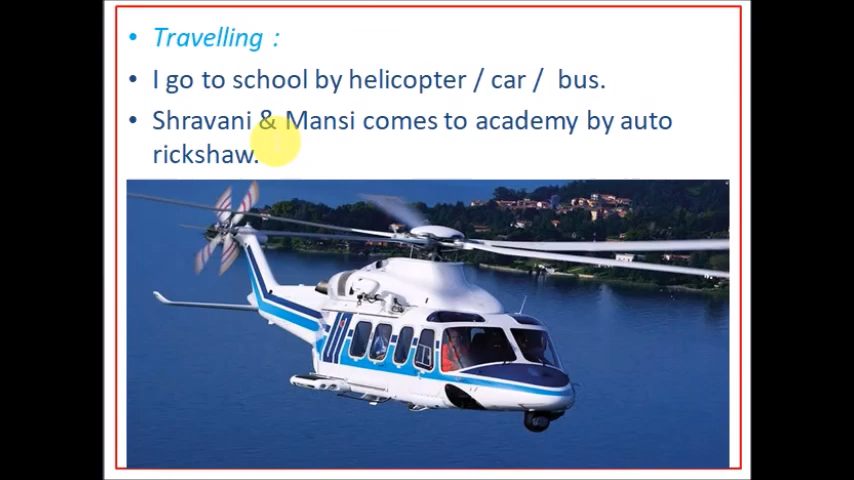 Travelling :
I go to school by helicopter / car / bus.
Shravani & Mansi comes to academy by auto
rickshaw.